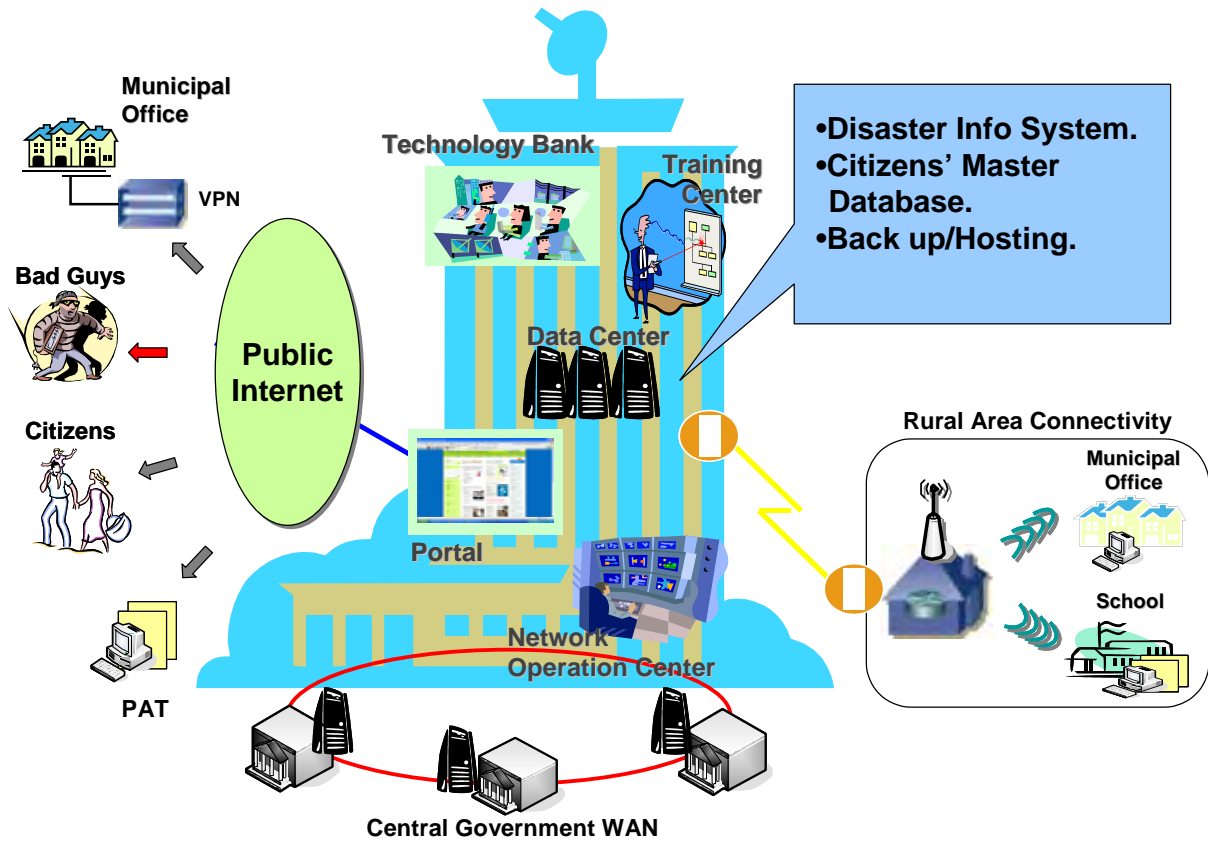 Municipal
Office
VPN
Bad Guys
Public
Internet
Citizens
PAT
Technology Bank
Training
Center
•Disaster Info System.
•Citizens’ Master
Database.
•Back up/Hosting.
Data Center
Portal
Network
Operation Center
Rural Area Connectivity
Municipal
Office
School
Central Government WAN